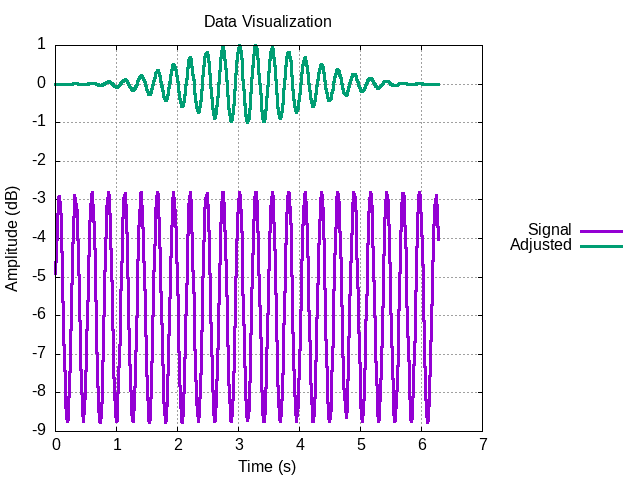 Data Visualization
1
0
-1
-2
-3
-4
-5
-6
-7
-8
-9
Amplitude (dB)
0 1 2 3 4 5 6 7
Time (s)
Signal
Adjusted